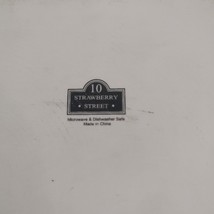 10
STRAWBERRY
• STREET •
Microwave & Dishwasher Safe
Made in China